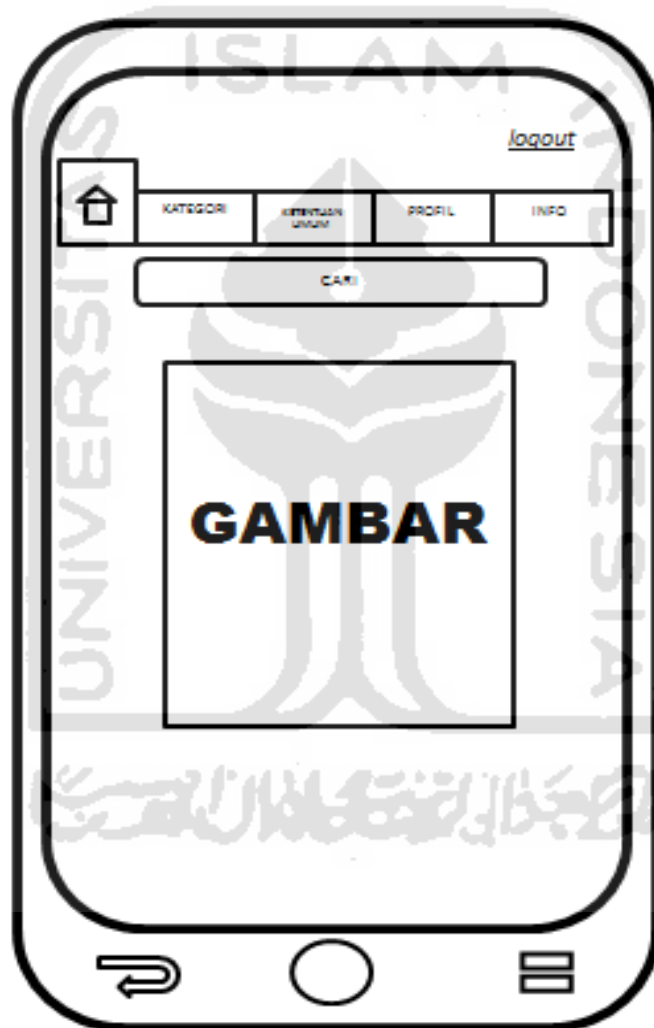 ISLAM
UNIVERSITAS
INDONESIA
logout
KATEGORI
KETENTUAN
UMUM
PROFIL
INFO
CARI
GAMBAR